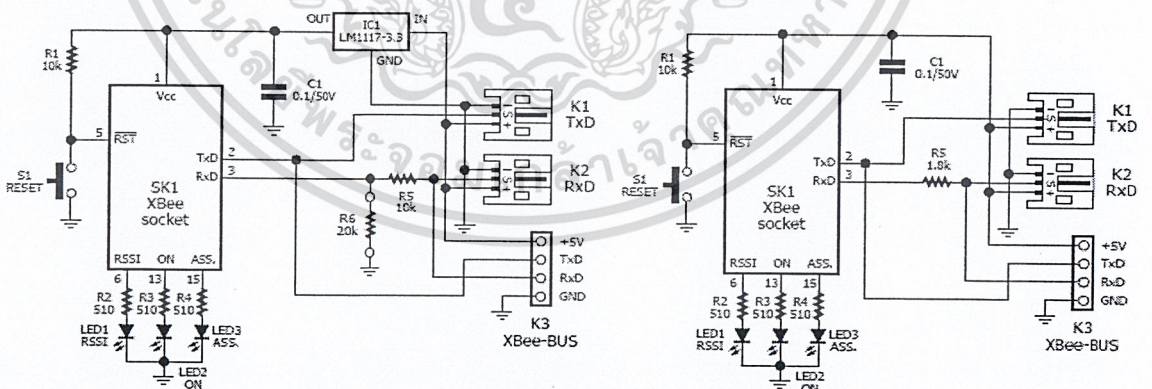 OUT
IC1
LM1117-3.3
IN
GND
R1
10k
1
Vcc
C1
0.1/50V
5
RST
S1
RESET
TxD
2
RxD
3
SK1
XBee
socket
R5
10k
R6
20k
K1
TxD
- S +
K2
RxD
- S +
+5V
TxD
RxD
GND
K3
XBee-BUS
RSSI
ON
ASS.
6
13
15
R2
510
R3
510
R4
510
LED1
RSSI
LED3
ASS.
LED2
ON
R1
10k
1
Vcc
C1
0.1/50V
5
RST
S1
RESET
TxD
2
RxD
3
SK1
XBee
socket
R5
1.8k
K1
TxD
- S +
K2
RxD
- S +
+5V
TxD
RxD
GND
K3
XBee-BUS
RSSI
ON
ASS.
6
13
15
R2
510
R3
510
R4
510
LED1
RSSI
LED3
ASS.
LED2
ON